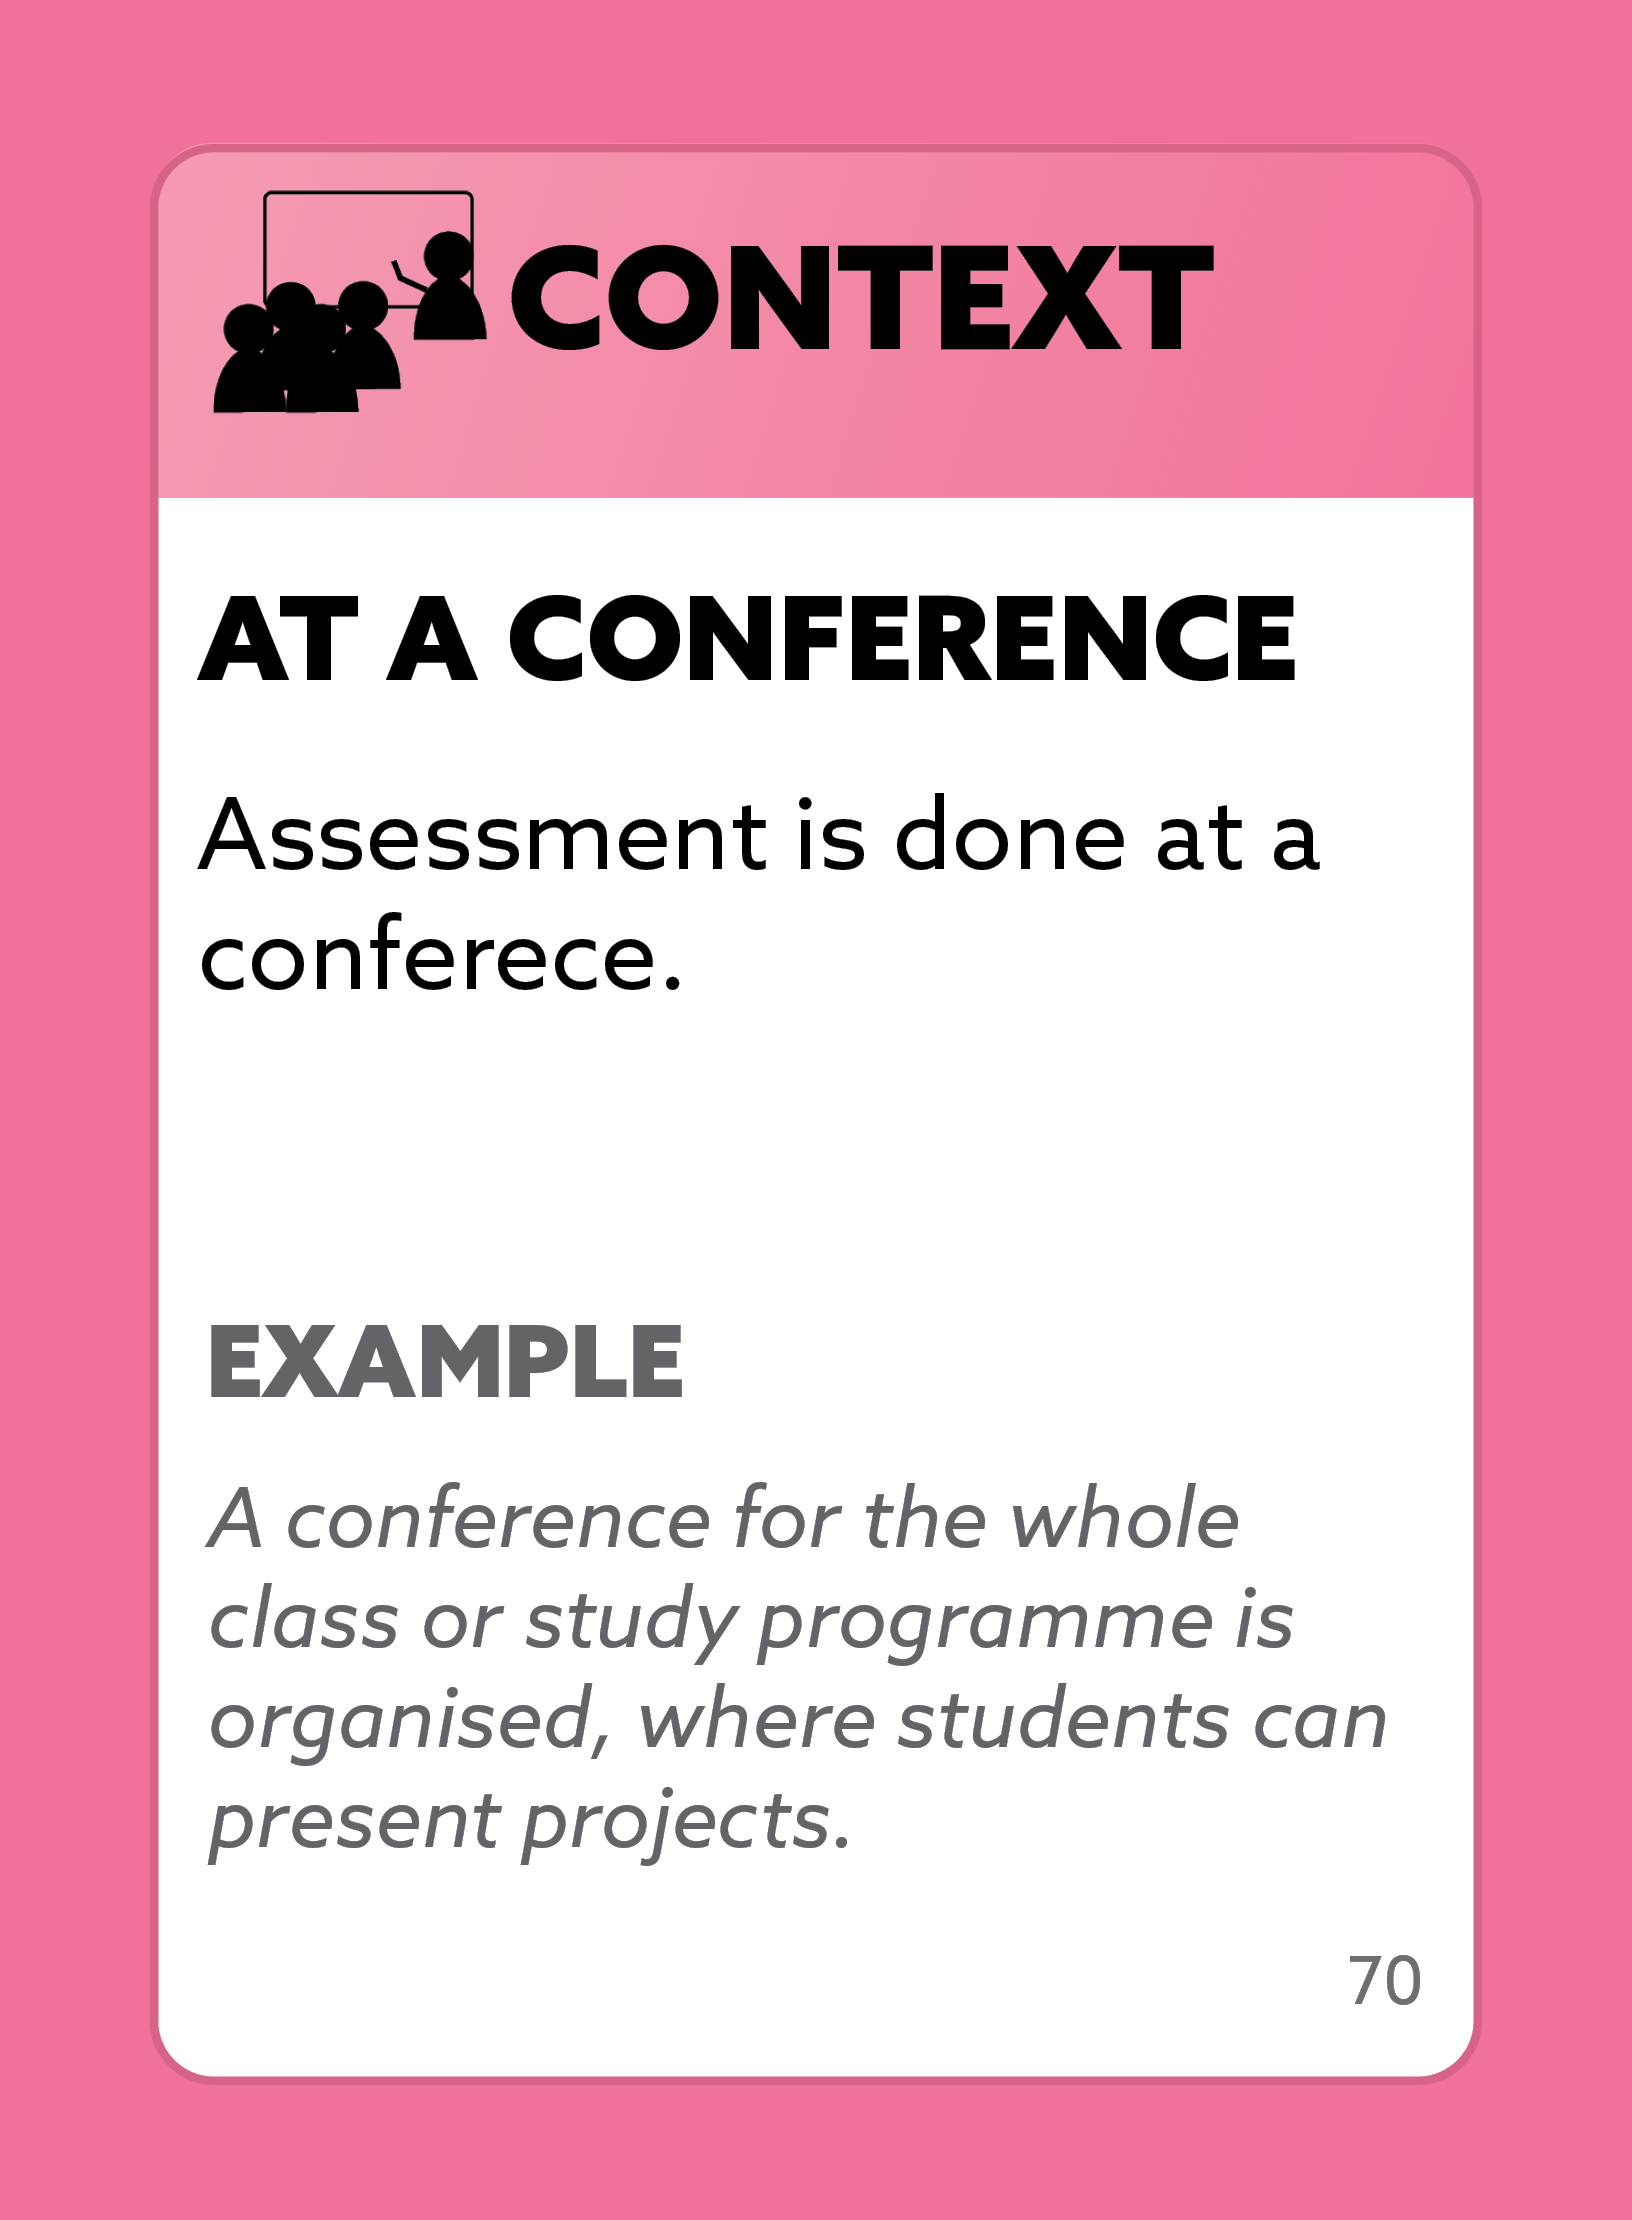 CONTEXT
AT A CONFERENCE
Assessment is done at a
conferece.
EXAMPLE
A conference for the whole
class or study programme is
organised, where students can
present projects.
70